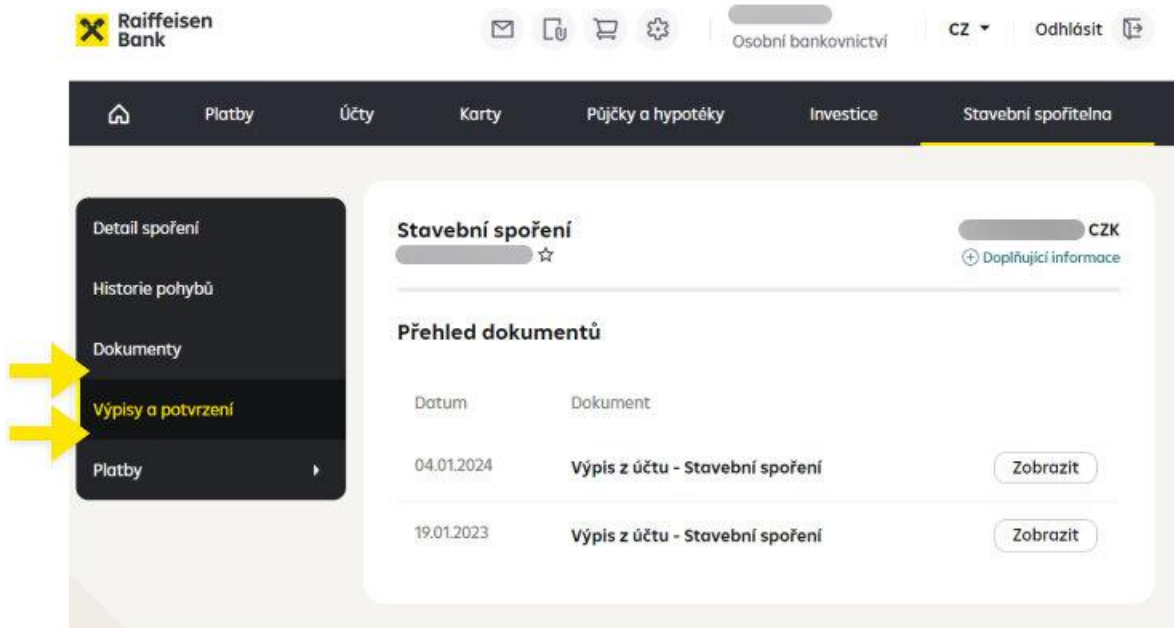 Raiffeisen
Bank
Osobní bankovnictví
CZ
Odhlásit
Platby
Účty
Karty
Půjčky a hypotéky
Investice
Stavební spořitelna
Detail spoření
Historie pohybů
Dokumenty
Výpisy a potvrzení
Platby
Stavební spoření
CZK
Doplňující informace
Přehled dokumentů
Datum Dokument
04.01.2024 Výpis z účtu - Stavební spoření Zobrazit
19.01.2023 Výpis z účtu - Stavební spoření Zobrazit